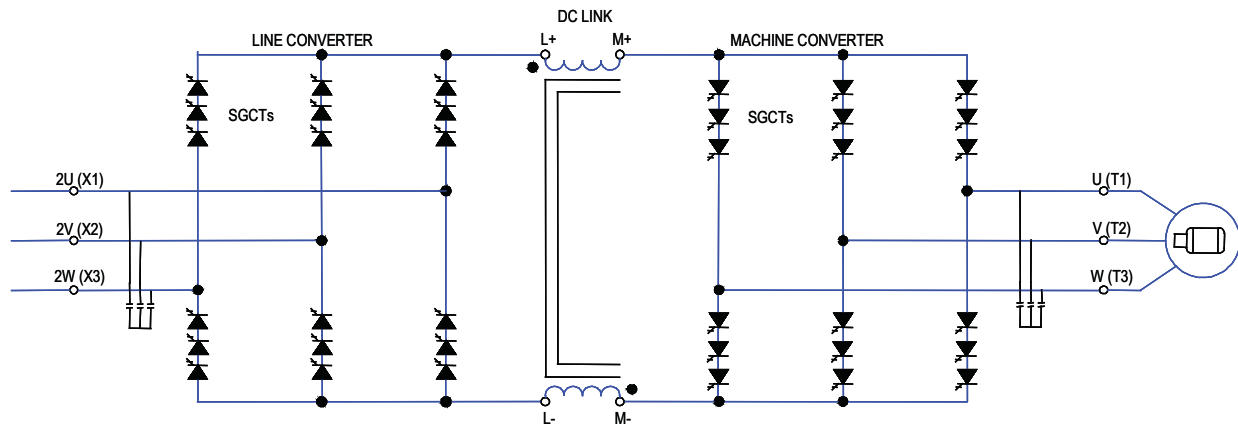 DC LINK
LINE CONVERTER
L+
M+
MACHINE CONVERTER
SGCTs
SGCTs
2U (X1)
U (T1)
2V (X2)
V (T2)
2W (X3)
W (T3)
L-
M-